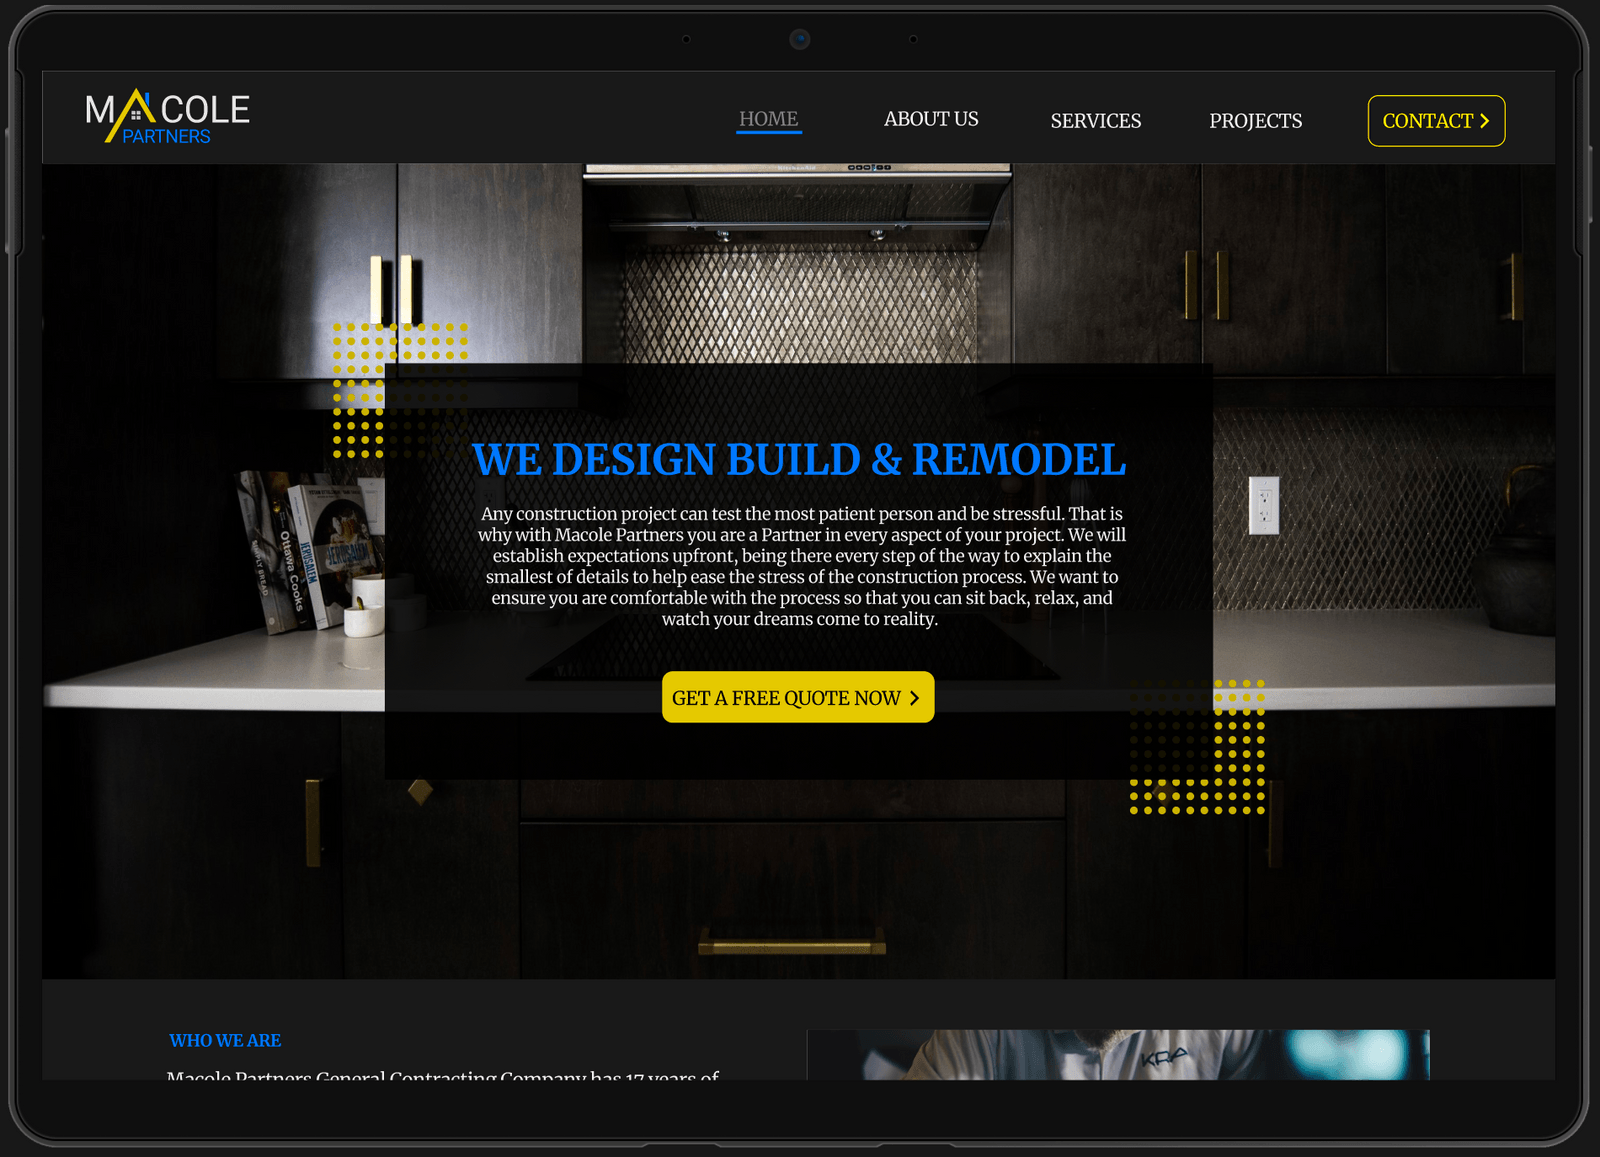 MACOLE
PARTNERS
HOME
ABOUT US
SERVICES
PROJECTS
CONTACT
WE DESIGN BUILD & REMODEL
Any construction project can test the most patient person and be stressful. That is
why with Macole Partners you are a Partner in every aspect of your project. We will
establish expectations upfront, being there every step of the way to explain the
smallest of details to help ease the stress of the construction process. We want to
ensure you are comfortable with the process so that you can sit back, relax, and
watch your dreams come to reality.
Ottawa Cooks
JERUSALEM
JERUSALEM
GET A FREE QUOTE NOW
WHO WE ARE
Macole Partners General Contracting Company has 17 years of